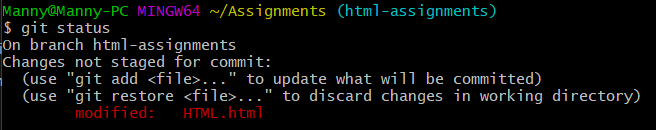 Manny@Manny-PC MINGW64 ~/Assignments (html-assignments)
$ git status
On branch html-assignments
Changes not staged for commit:
  (use "git add <file>..." to update what will be committed)
  (use "git restore <file>..." to discard changes in working directory)
        modified:   HTML.html